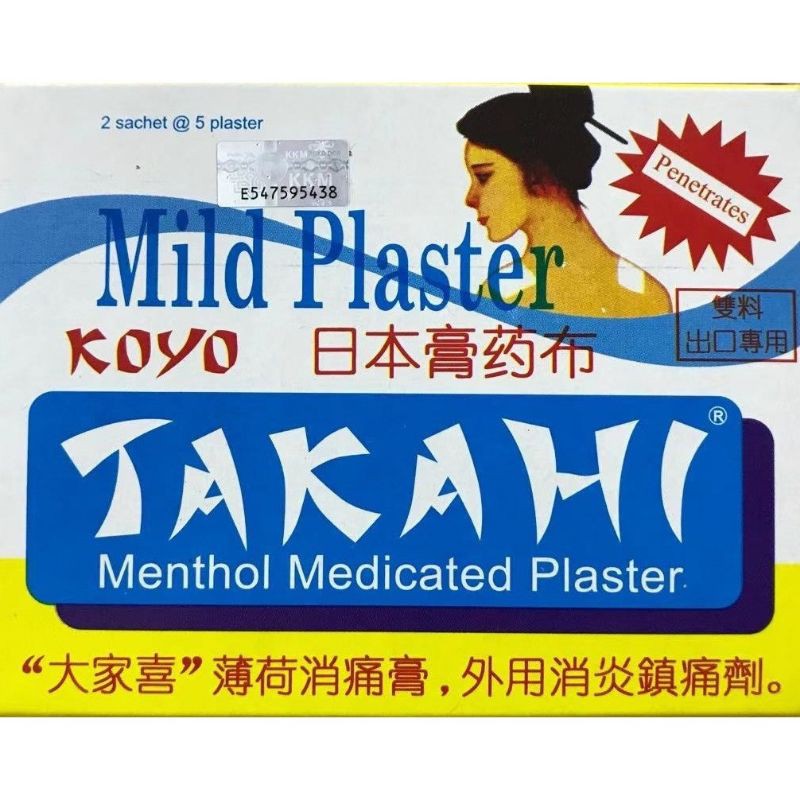 2 sachet @ 5 plaster
KKM
KKM
E547595438
Penetrates
Mild Plaster
雙料
出口專用
KOYO 日本膏药布
TAKAHI®
Menthol Medicated Plaster
“大家喜”薄荷消痛膏，外用消炎鎮痛劑。